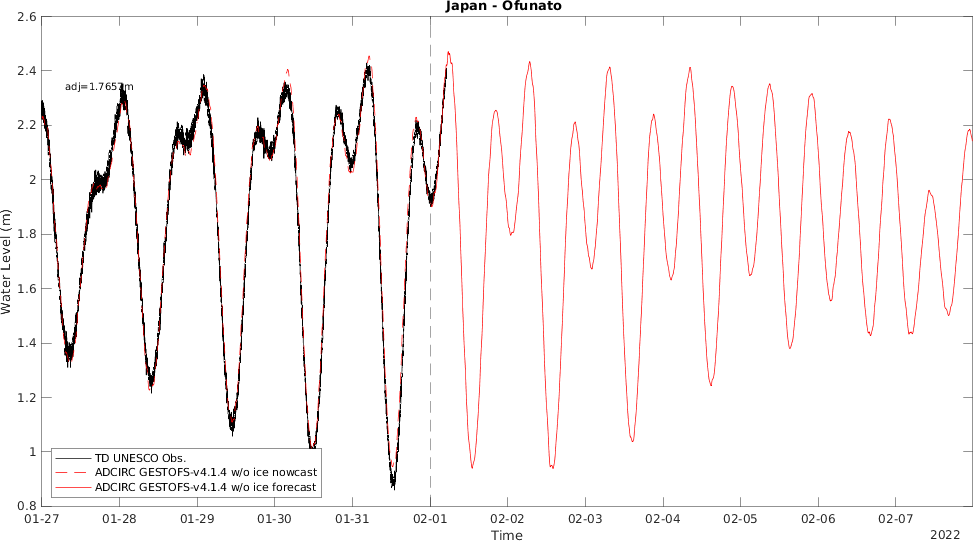 Japan - Ofunato
2.6
2.4
2.2
2
1.8
1.6
1.4
1.2
1
0.8
Water Level (m)
adj=1.7657m
TD UNESCO Obs.
ADCIRC GESTOFS-v4.1.4 w/o ice nowcast
ADCIRC GESTOFS-v4.1.4 w/o ice forecast
01-27 01-28 01-29 01-30 01-31 02-01 02-02 02-03 02-04 02-05 02-06 02-07
Time
2022